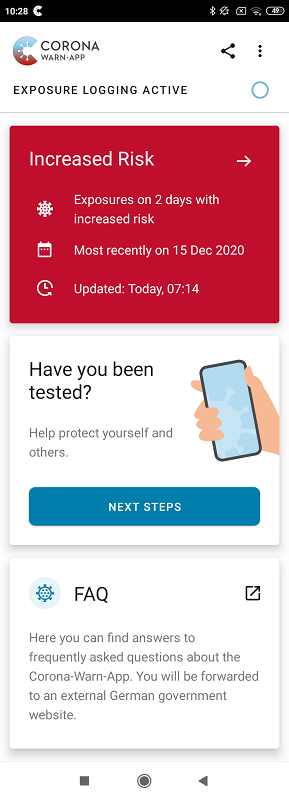 10:28
49
CORONA
WARN-APP
EXPOSURE LOGGING ACTIVE
Increased Risk
Exposures on 2 days with
increased risk
Most recently on 15 Dec 2020
Updated: Today, 07:14
Have you been
tested?
Help protect yourself and
others.
NEXT STEPS
FAQ
Here you can find answers to
frequently asked questions about the
Corona-Warn-App. You will be forwarded
to an external German government
website.